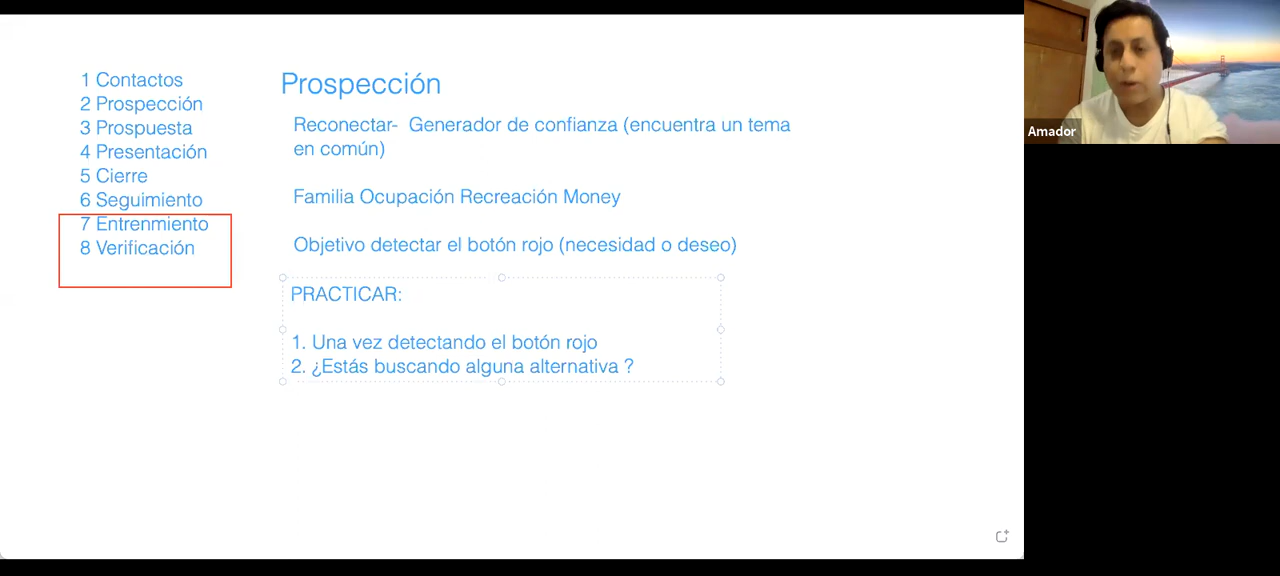 1 Contactos
2 Prospección
3 Prospuesta
4 Presentación
5 Cierre
6 Seguimiento
7 Entrenmiento
8 Verificación
Prospección
Reconectar-  Generador de confianza (encuentra un tema
en común)
Familia Ocupación Recreación Money
Objetivo detectar el botón rojo (necesidad o deseo)
PRACTICAR:
1. Una vez detectando el botón rojo
2. ¿Estás buscando alguna alternativa ?
Amador